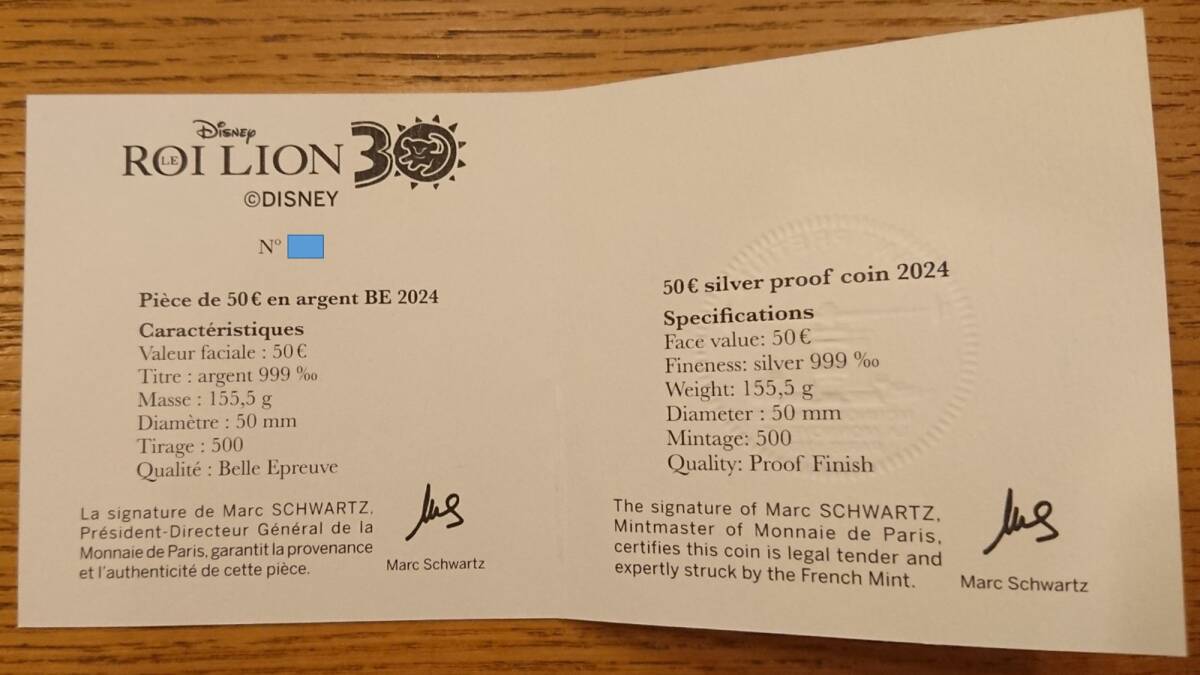 Disney
LE ROI LION 30
©DISNEY
N°
Pièce de 50 € en argent BE 2024
Caractéristiques
Valeur faciale : 50 €
Titre : argent 999 ‰
Masse : 155,5 g
Diamètre : 50 mm
Tirage : 500
Qualité : Belle Epreuve
La signature de Marc SCHWARTZ,
Président-Directeur Général de la
Monnaie de Paris, garantit la provenance
et l'authenticité de cette pièce.
Marc Schwartz
50 € silver proof coin 2024
Specifications
Face value: 50 €
Fineness: silver 999 ‰
Weight: 155,5 g
Diameter : 50 mm
Mintage: 500
Quality: Proof Finish
The signature of Marc SCHWARTZ,
Mintmaster of Monnaie de Paris,
certifies this coin is legal tender and
expertly struck by the French Mint.
Marc Schwartz